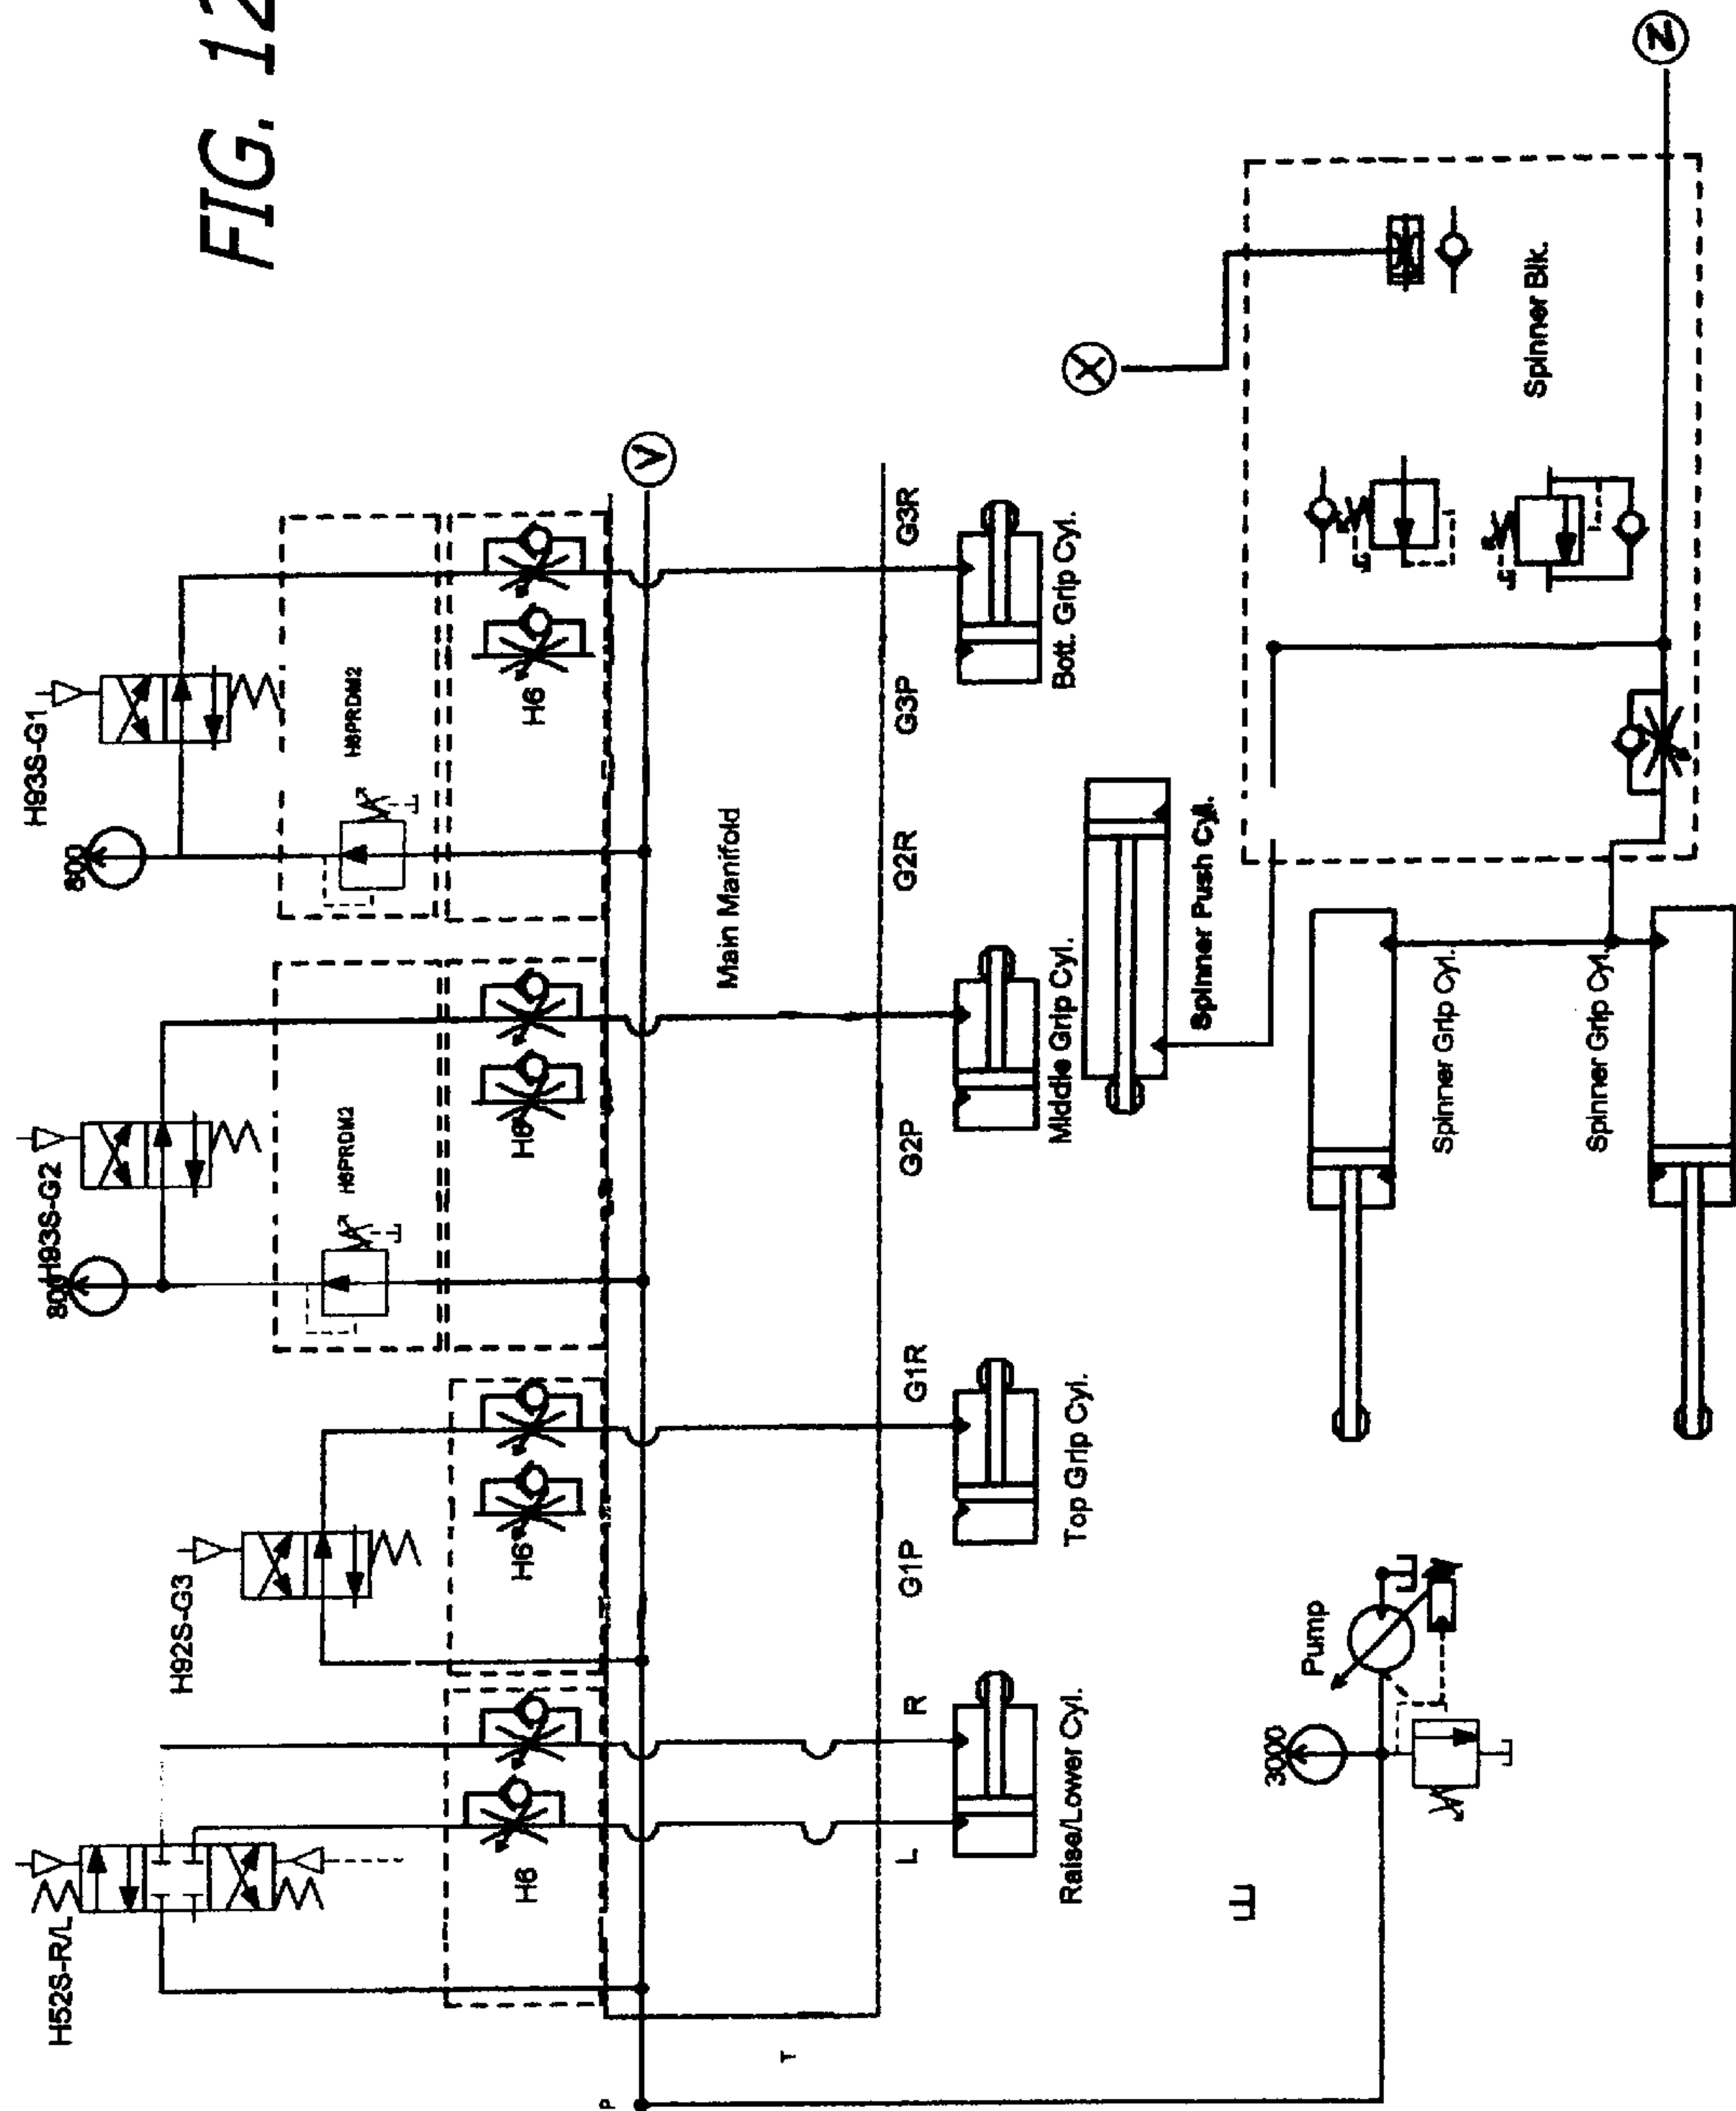 FIG. 12
H52S-R/L
H92S-G3
H93S-G2
H93S-G1
800
800
H6PRDM2
H6PRDM2
H6
H6
H6
H6
V
P
T
Main Manifold
L
R
G1P
G1R
G2P
G2R
G3P
G3R
Raise/Lower Cyl.
Top Grip Cyl.
Middle Grip Cyl.
Bott. Grip Cyl.
X
Z
Spinner Push Cyl.
Spinner Blk.
3000
Pump
Spinner Grip Cyl.
Spinner Grip Cyl.